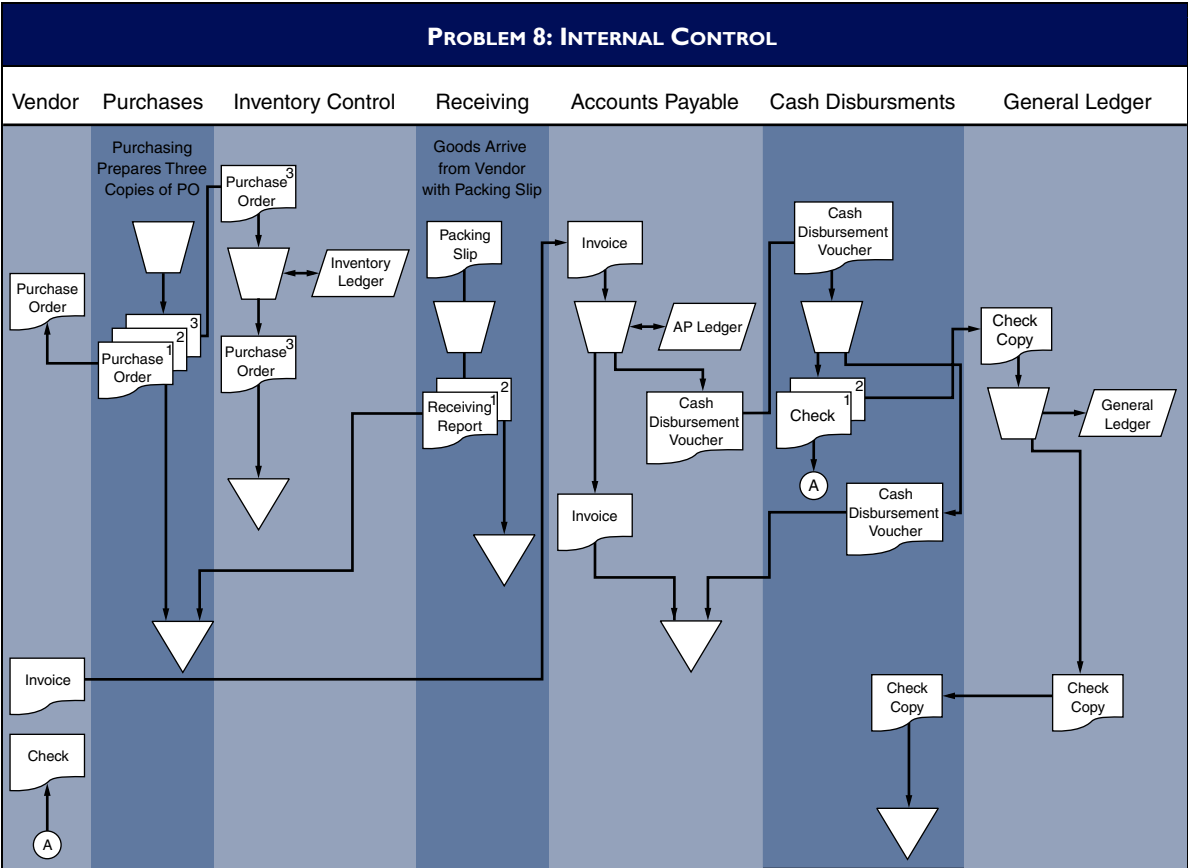 PROBLEM 8: INTERNAL CONTROL
Vendor
Purchases
Inventory Control
Receiving
Accounts Payable
Cash Disbursments
General Ledger
Purchasing
Prepares Three
Copies of PO
Goods Arrive
from Vendor
with Packing Slip
Purchase 3
Order
Packing
Slip
Invoice
Cash
Disbursement
Voucher
Inventory
Ledger
Purchase
Order
3
2
Purchase 1
Order
Purchase 3
Order
AP Ledger
Check
Copy
2
Receiving 1
Report
Cash
Disbursement
Voucher
2
1
Check
General
Ledger
A
Invoice
Cash
Disbursement
Voucher
Invoice
Check
Copy
Check
Copy
Check
A